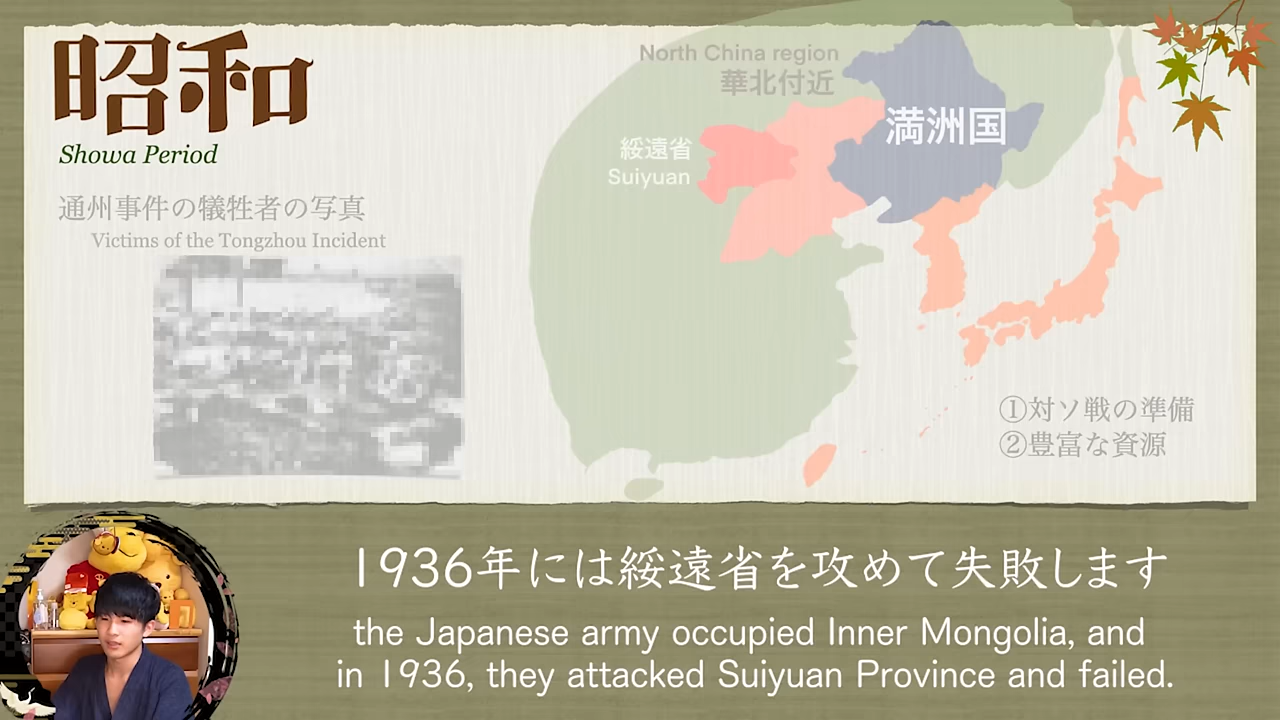 昭和
Showa Period
通州事件の犠牲者の写真
Victims of the Tongzhou Incident
North China region
華北付近
綏遠省
Suiyuan
満洲国
①対ソ戦の準備
②豊富な資源
1936年には綏遠省を攻めて失敗します
the Japanese army occupied Inner Mongolia, and
in 1936, they attacked Suiyuan Province and failed.